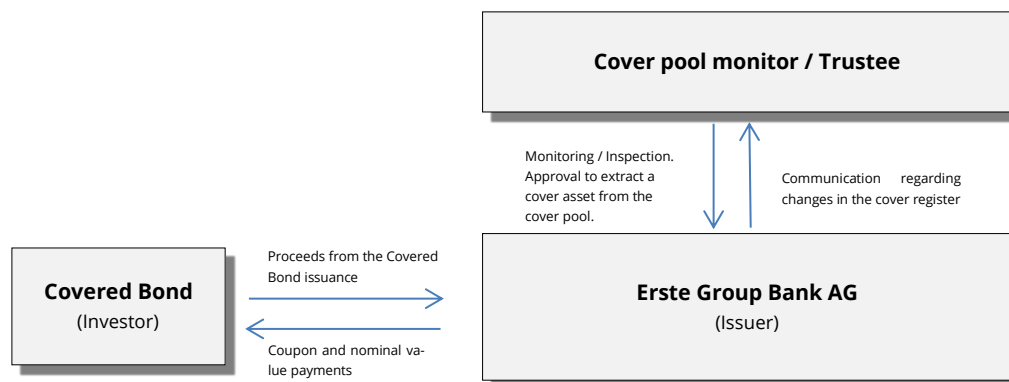 Cover pool monitor / Trustee
Monitoring / Inspection.
Approval to extract a
cover asset from the
cover pool.
Communication regarding
changes in the cover register
Proceeds from the Covered
Bond issuance
Covered Bond
(Investor)
Erste Group Bank AG
(Issuer)
Coupon and nominal va-
lue payments